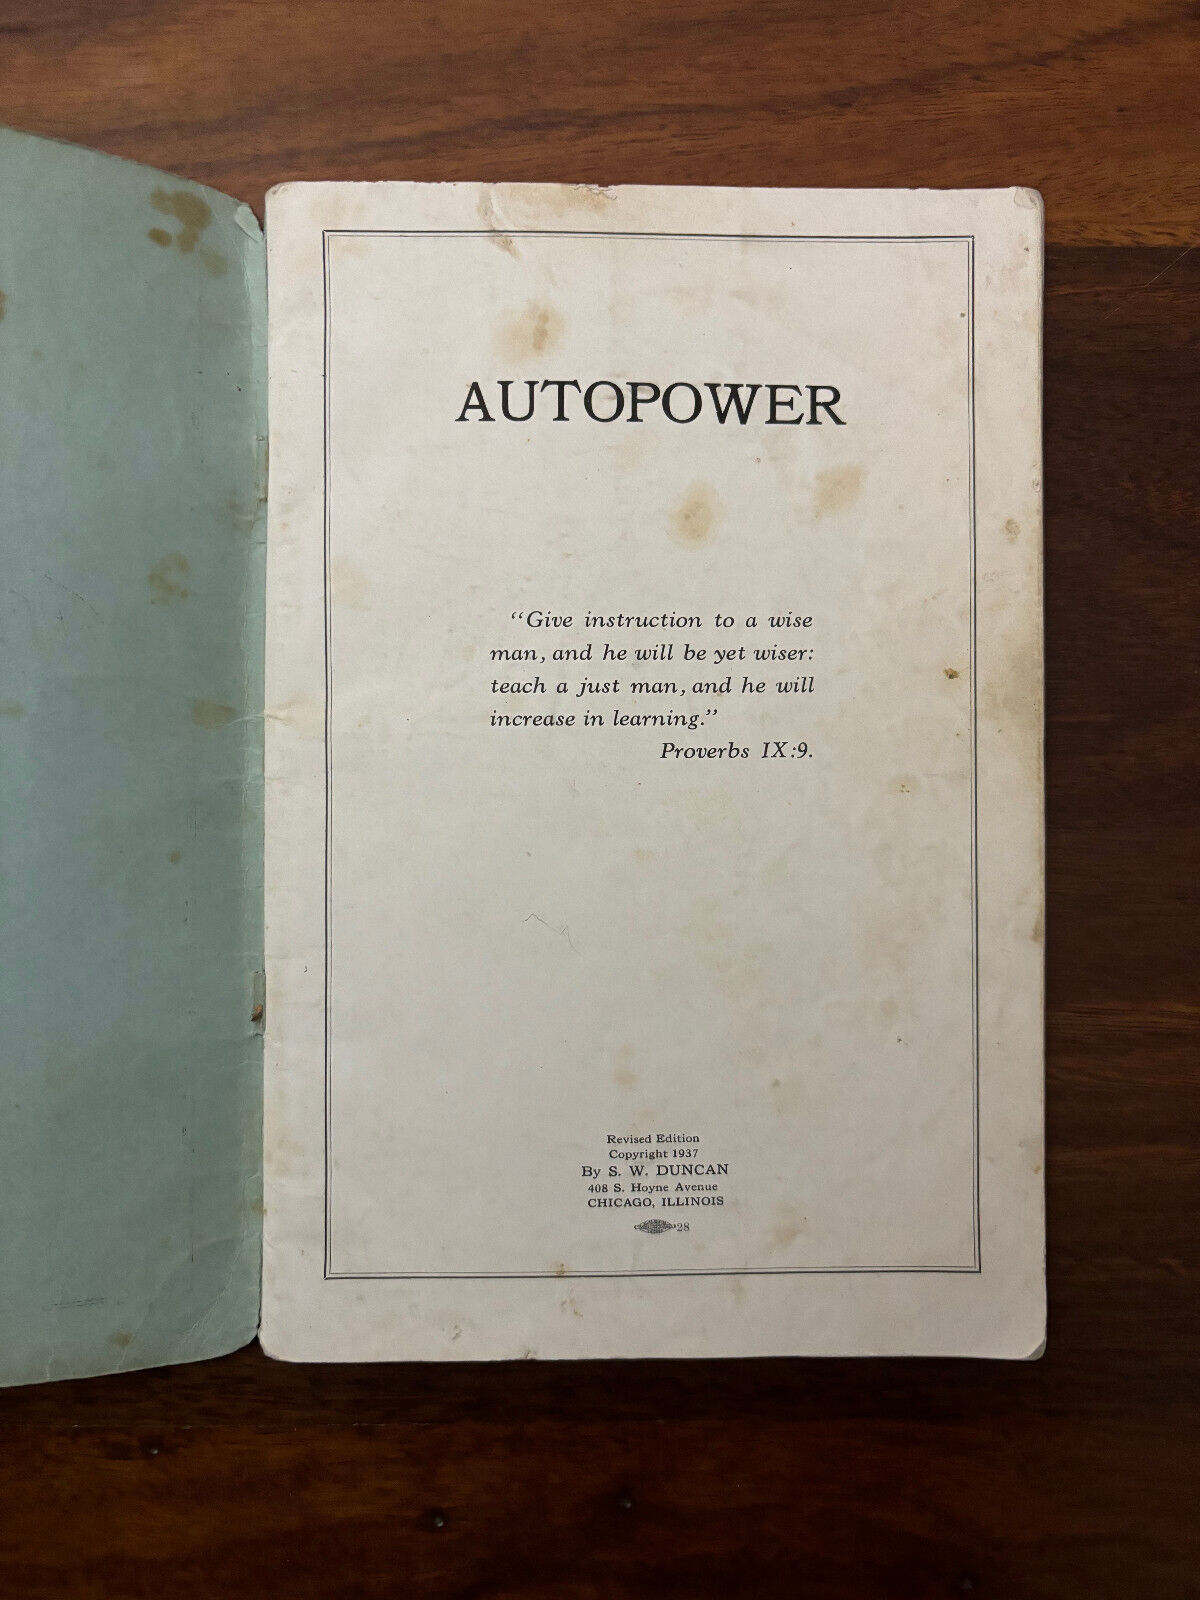 AUTOPOWER
“Give instruction to a wise
man, and he will be yet wiser:
teach a just man, and he will
increase in learning.”
Proverbs IX:9.
Revised Edition
Copyright 1937
By S. W. DUNCAN
408 S. Hoyne Avenue
CHICAGO, ILLINOIS
28